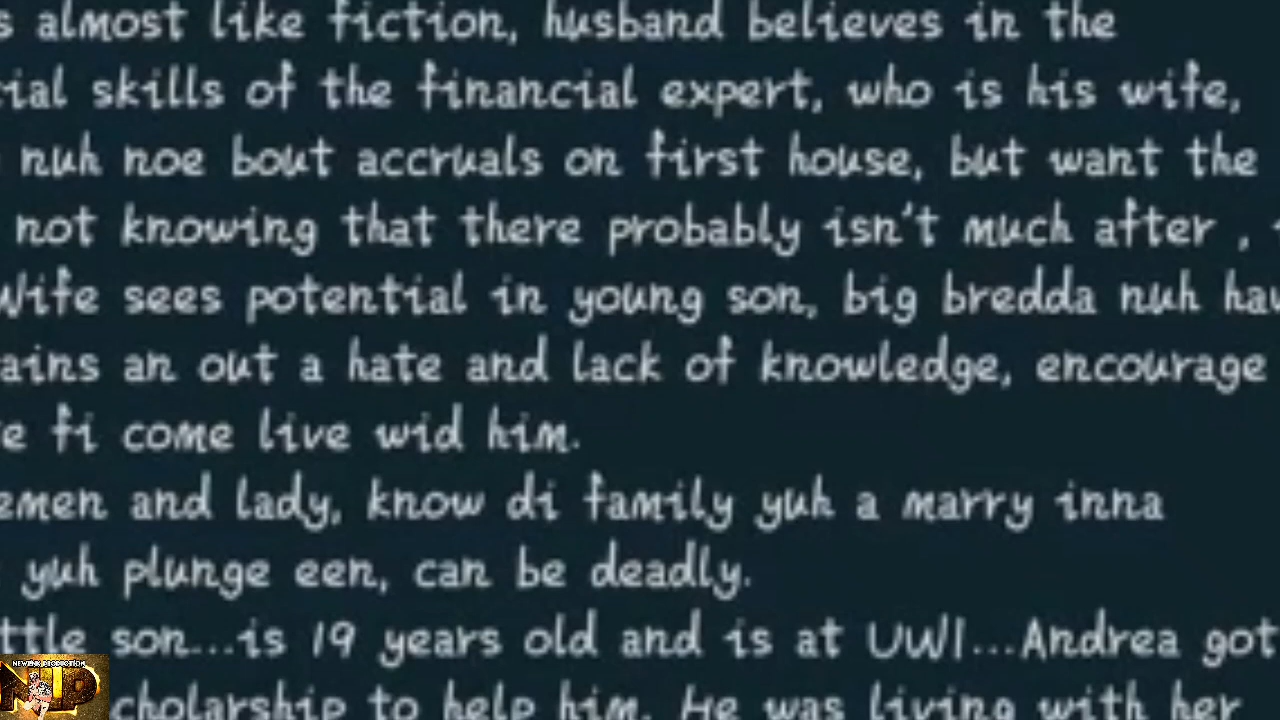 s almost like fiction, husband believes in the
cial skills of the financial expert, who is his wife,
nuh noe bout accruals on first house, but want the
not knowing that there probably isn't much after ,
Wife sees potential in young son, big bredda nuh hav
ains an out a hate and lack of knowledge, encourage
e fi come live wid him.
emen and lady, know di family yuh a marry inna
yuh plunge een, can be deadly.
ttle son...is 19 years old and is at UWI...Andrea got
cholarship to help him. He was living with her
NEWLINK PRODUCTION